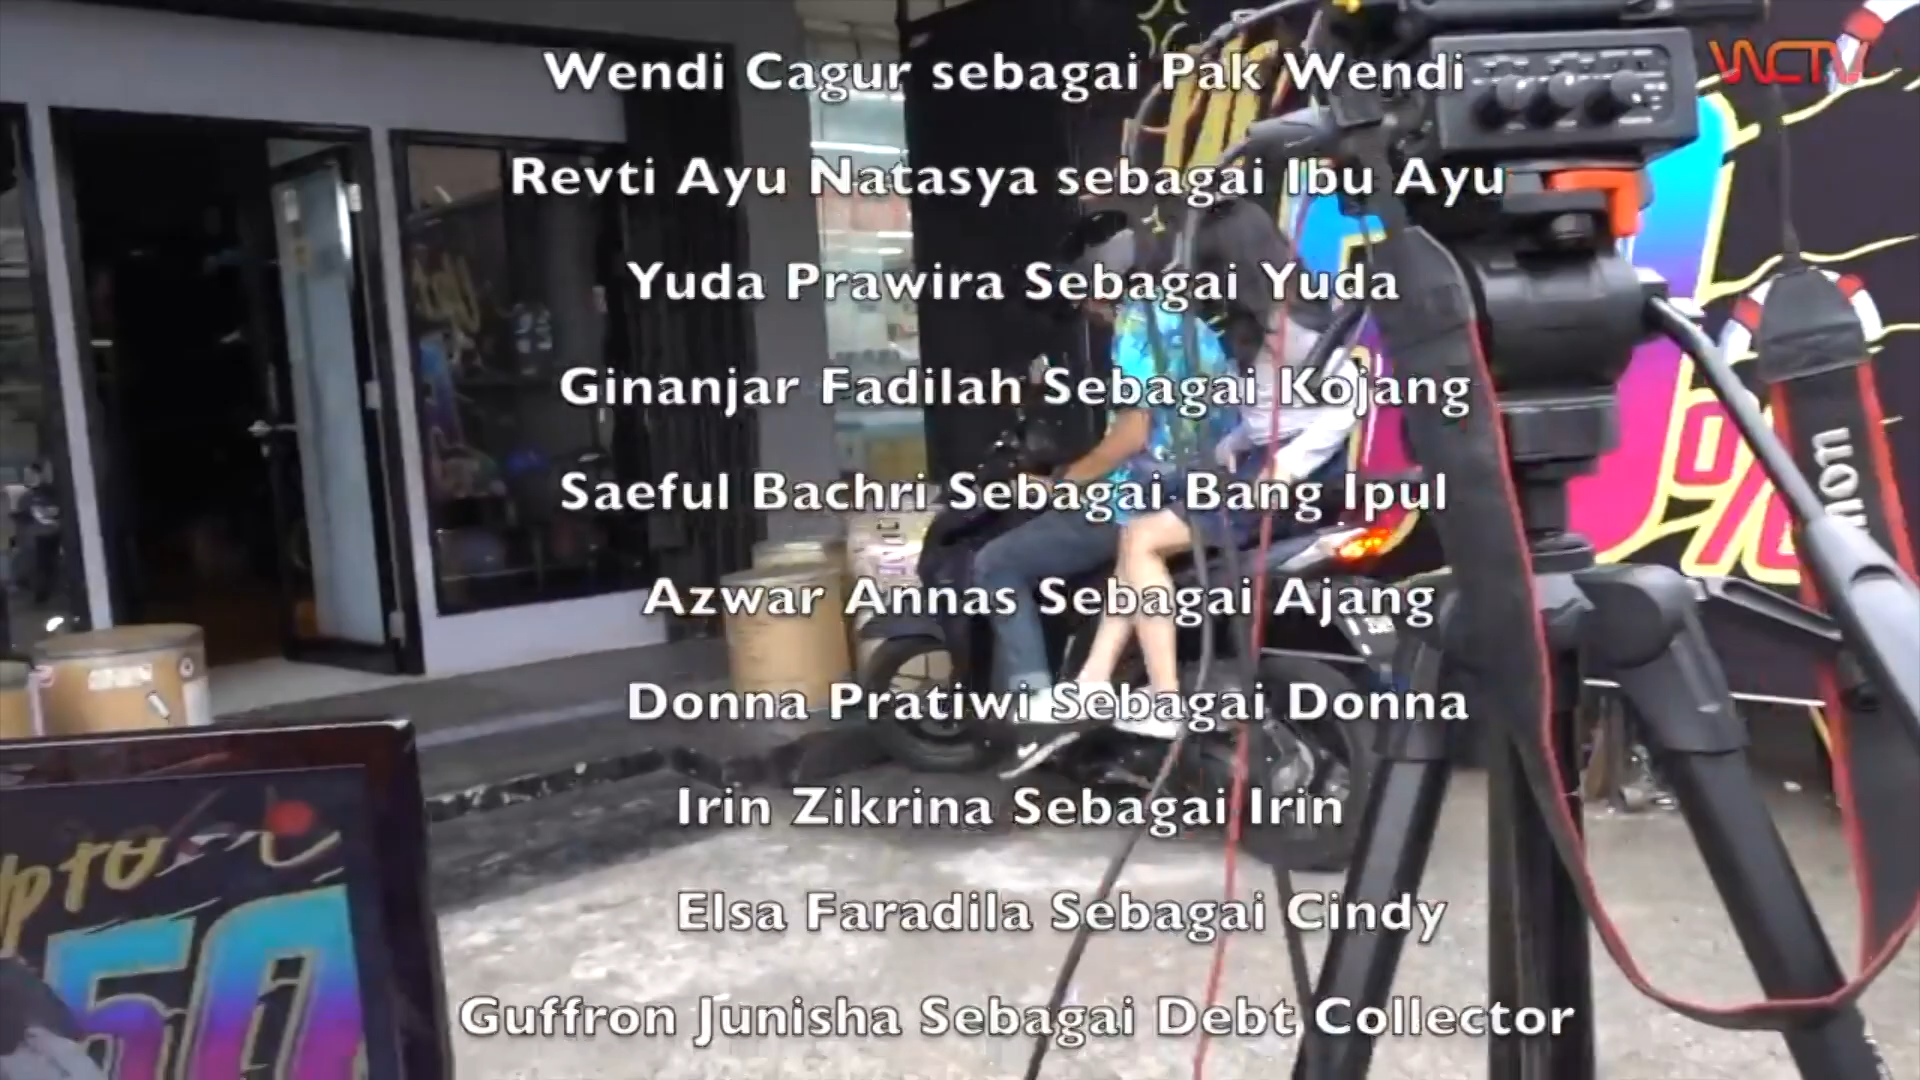 Wendi Cagur sebagai Pak Wendi
WCTV
Revti Ayu Natasya sebagai Ibu Ayu
Yuda Prawira Sebagai Yuda
Ginanjar Fadilah Sebagai Kojang
Saeful Bachri Sebagai Bang Ipul
Azwar Annas Sebagai Ajang
Donna Pratiwi Sebagai Donna
Irin Zikrina Sebagai Irin
Elsa Faradila Sebagai Cindy
Guffron Junisha Sebagai Debt Collector
50
%